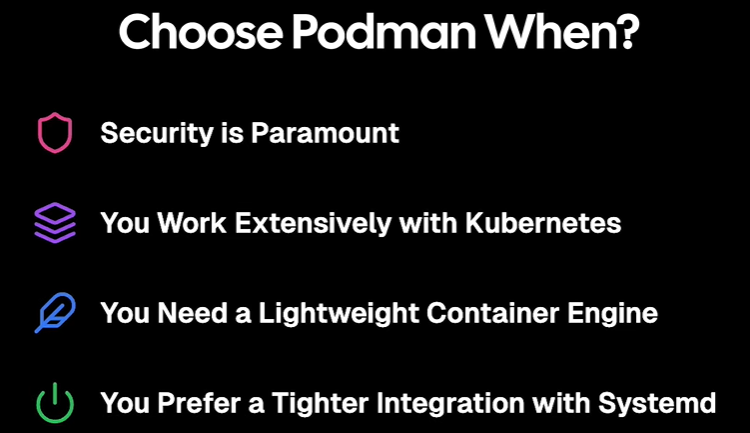 Choose Podman When?
Security is Paramount
You Work Extensively with Kubernetes
You Need a Lightweight Container Engine
You Prefer a Tighter Integration with Systemd